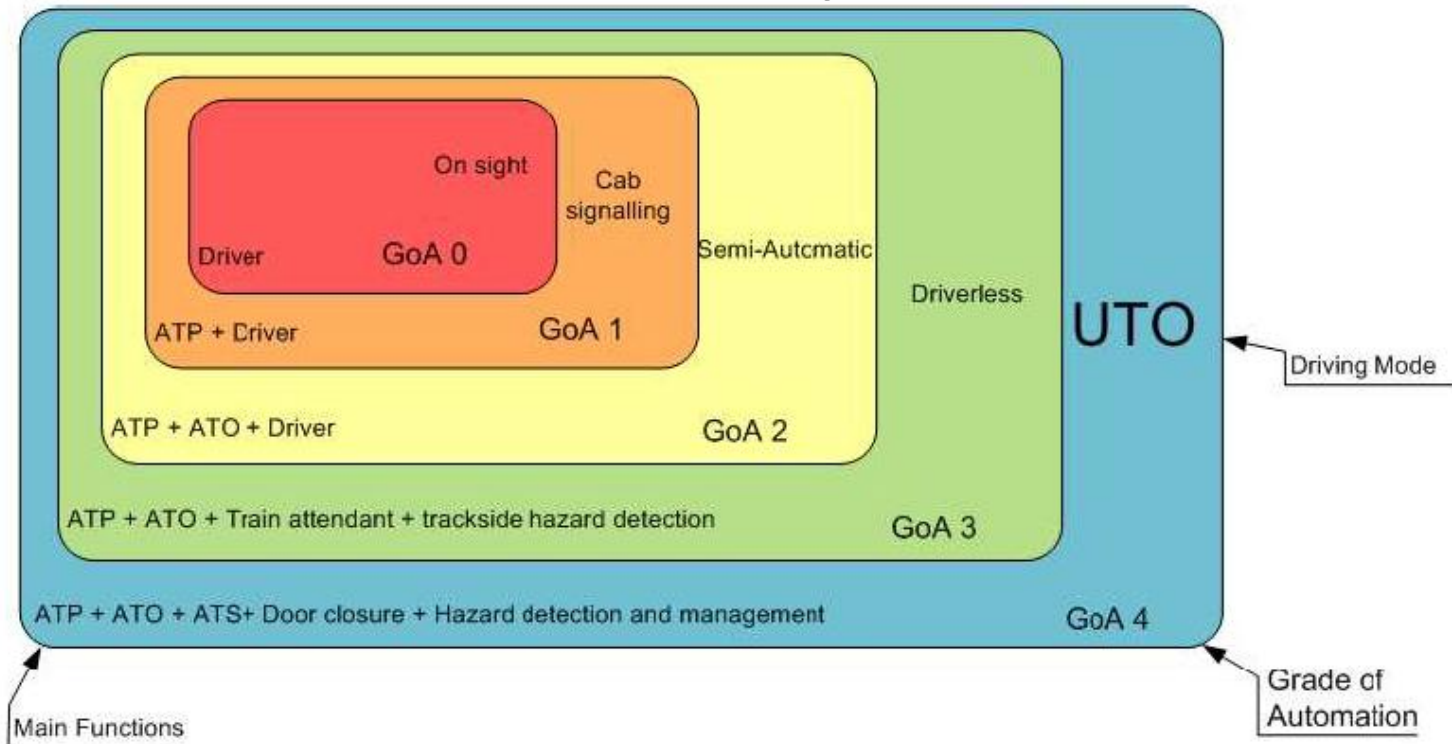 On sight
Driver
GoA 0
Cab
signalling
ATP + Driver
GoA 1
Semi-Autcmatic
ATP + ATO + Driver
GoA 2
Driverless
ATP + ATO + Train attendant + trackside hazard detection
GoA 3
UTO
ATP + ATO + ATS+ Door closure + Hazard detection and management
GoA 4
Driving Mode
Grade of
Automation
Main Functions